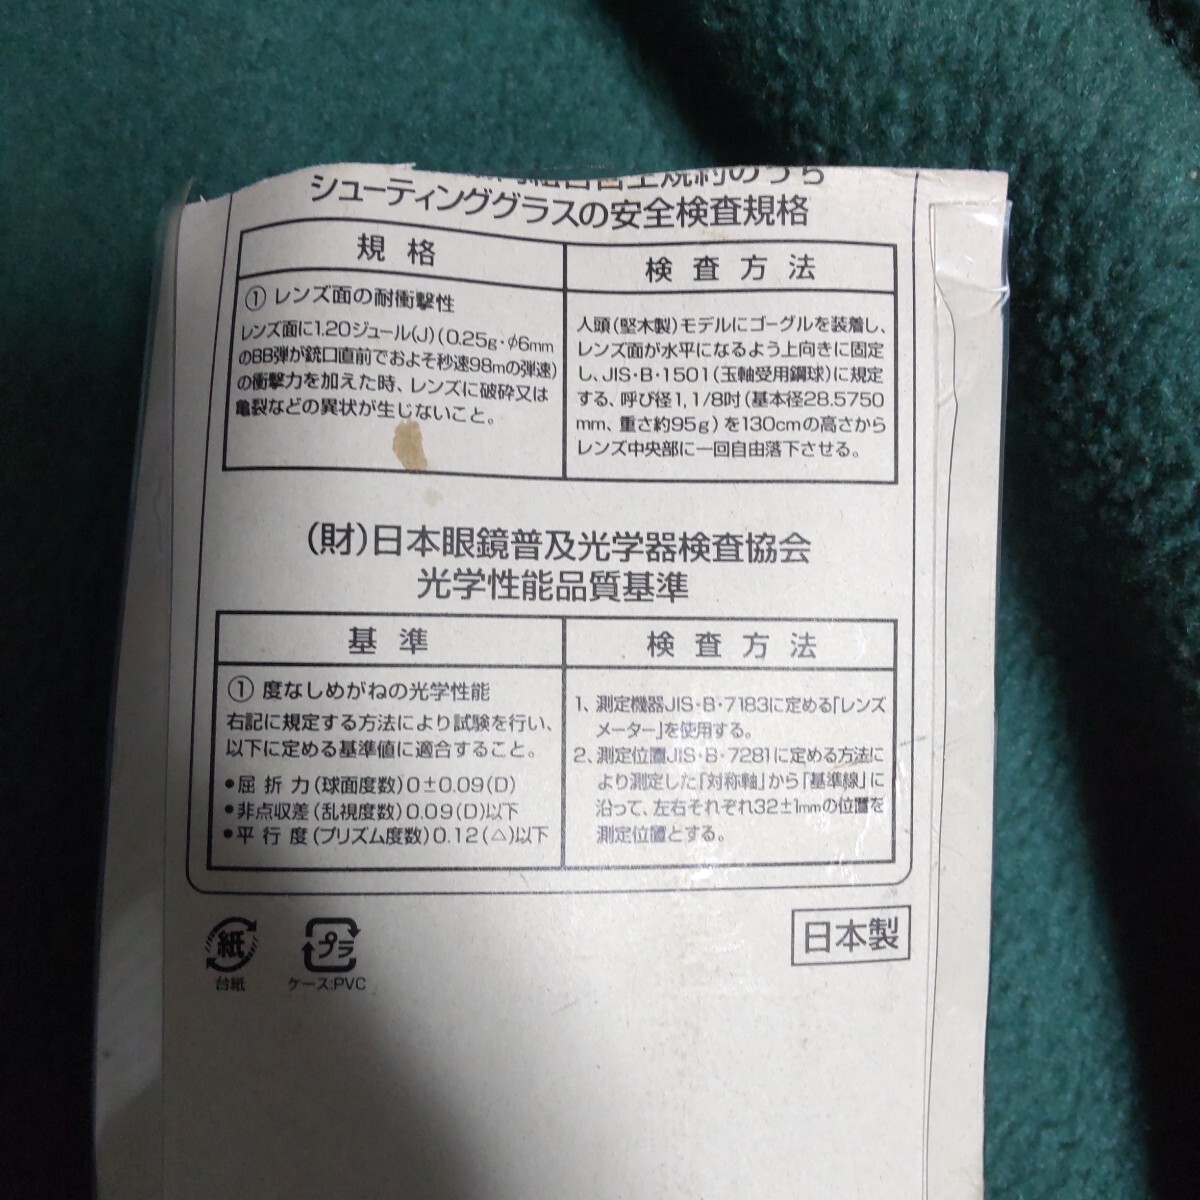 シューティンググラスの安全検査規格
規格
検査方法
① レンズ面の耐衝撃性
レンズ面に1.20ジュール(J)(0.25g・φ6mm
のBB弾が銃口直前でおよそ秒速98mの弾速)
の衝撃力を加えた時、レンズに破砕又は
亀裂などの異状が生じないこと。
人頭(堅木製)モデルにゴーグルを装着し、
レンズ面が水平になるよう上向きに固定
し、JIS・B・1501(玉軸受用鋼球)に規定
する、呼び径1,1/8吋(基本径28.5750
mm、重さ約95g)を130cmの高さから
レンズ中央部に一回自由落下させる。
(財)日本眼鏡普及光学器検査協会
光学性能品質基準
基準
検査方法
① 度なしめがねの光学性能
右記に規定する方法により試験を行い、
以下に定める基準値に適合すること。
●屈折力(球面度数)0±0.09(D)
●非点収差(乱視度数)0.09(D)以下
●平行度(プリズム度数)0.12(△)以下
1、測定機器JIS・B・7183に定める「レンズ
メーター」を使用する。
2、測定位置JIS・B・7281に定める方法に
より測定した「対称軸」から「基準線」に
沿って、左右それぞれ32±1mmの位置を
測定位置とする。
紙
台紙
プラ
ケース:PVC
日本製